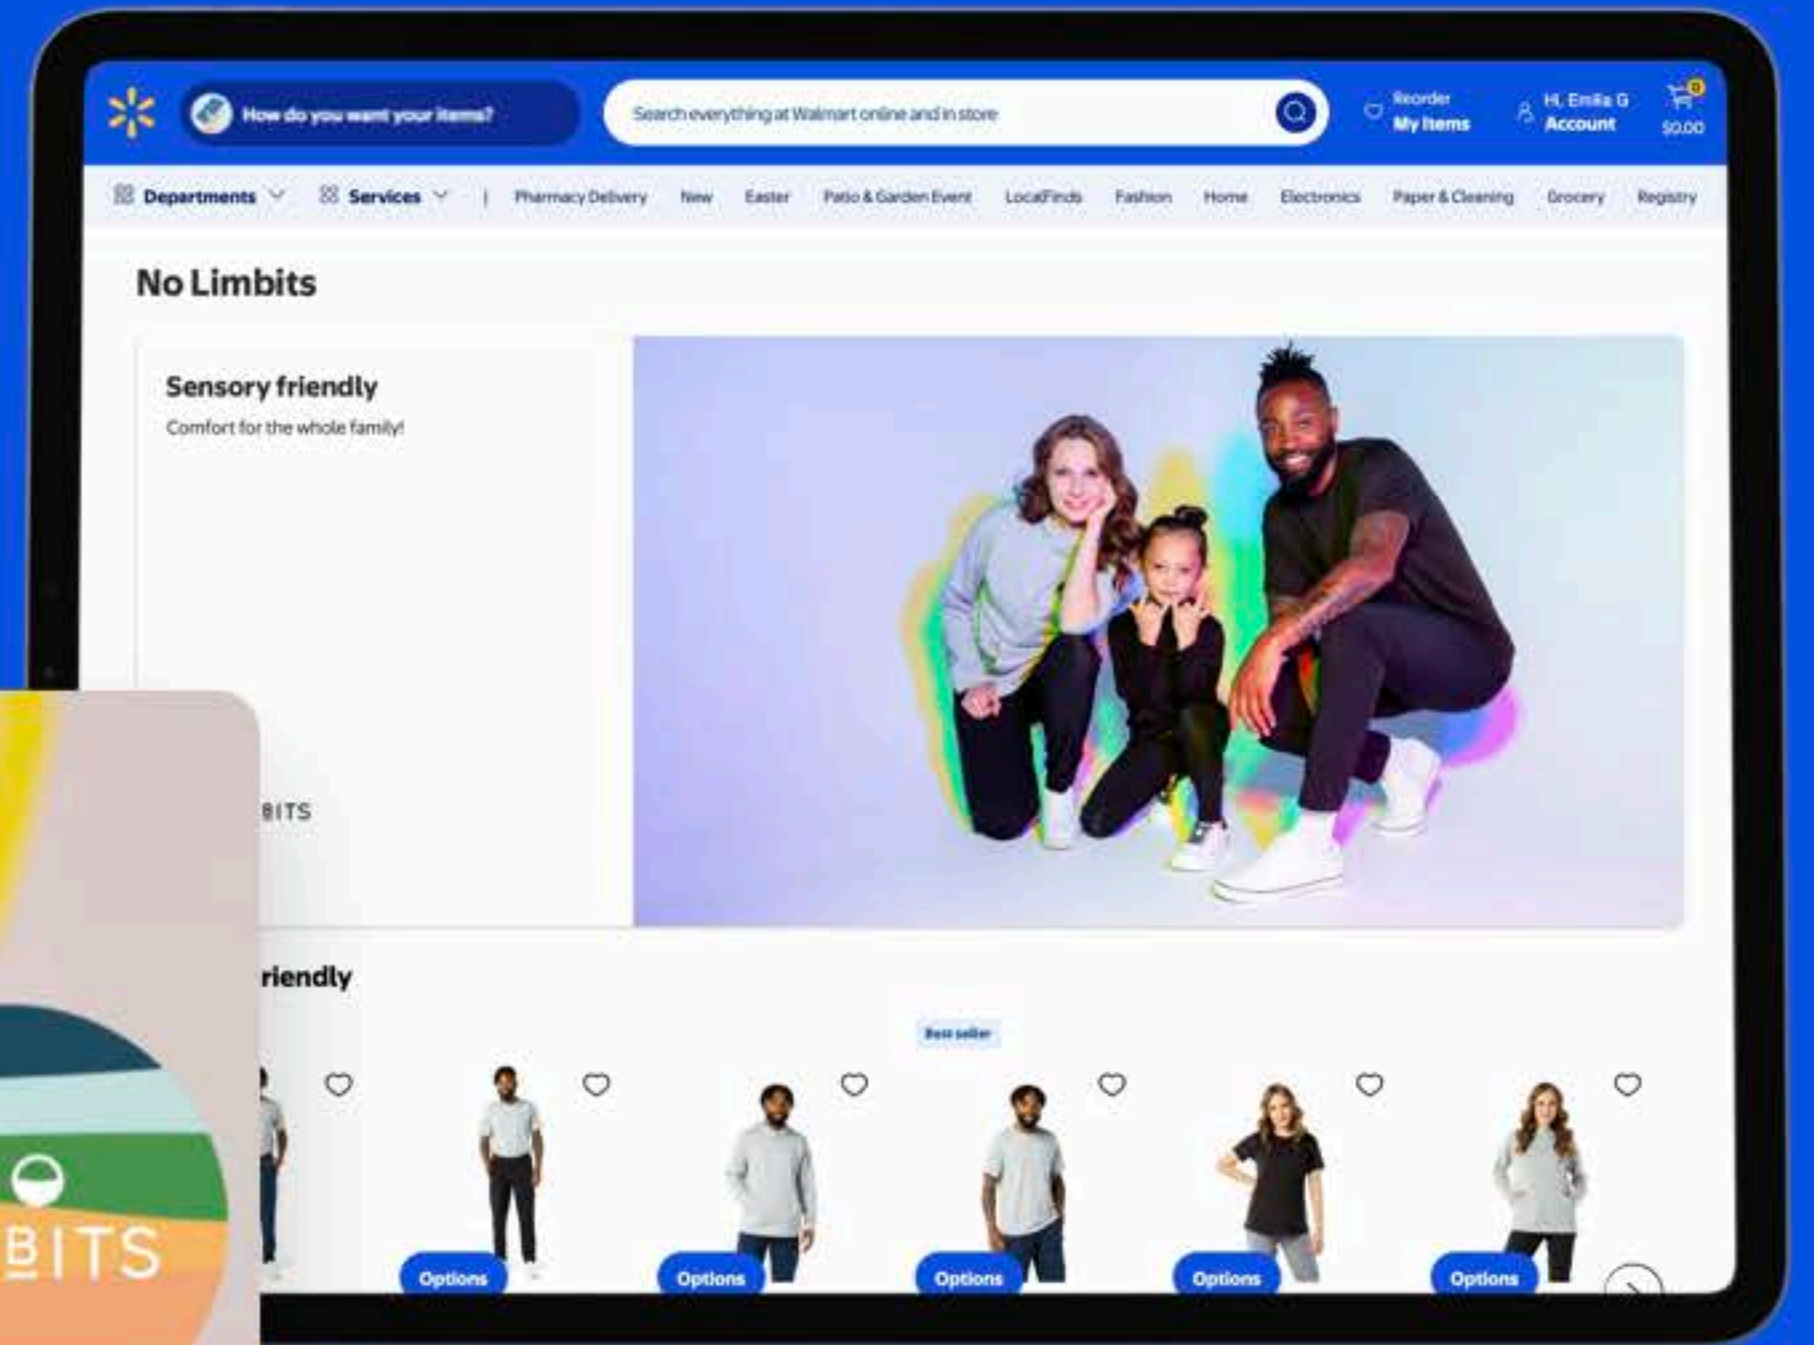 How do you want your items?
Search everything at Walmart online and in store
Reorder
My Items
Hi, Emilia G
Account
0
$0.00
Departments
Services
Pharmacy Delivery
New
Easter
Patio & Garden Event
LocalFinds
Fashion
Home
Electronics
Paper & Cleaning
Grocery
Registry
No Limbits
Sensory friendly
Comfort for the whole family!
BITS
riendly
Best seller
BITS
Options
Options
Options
Options
Options